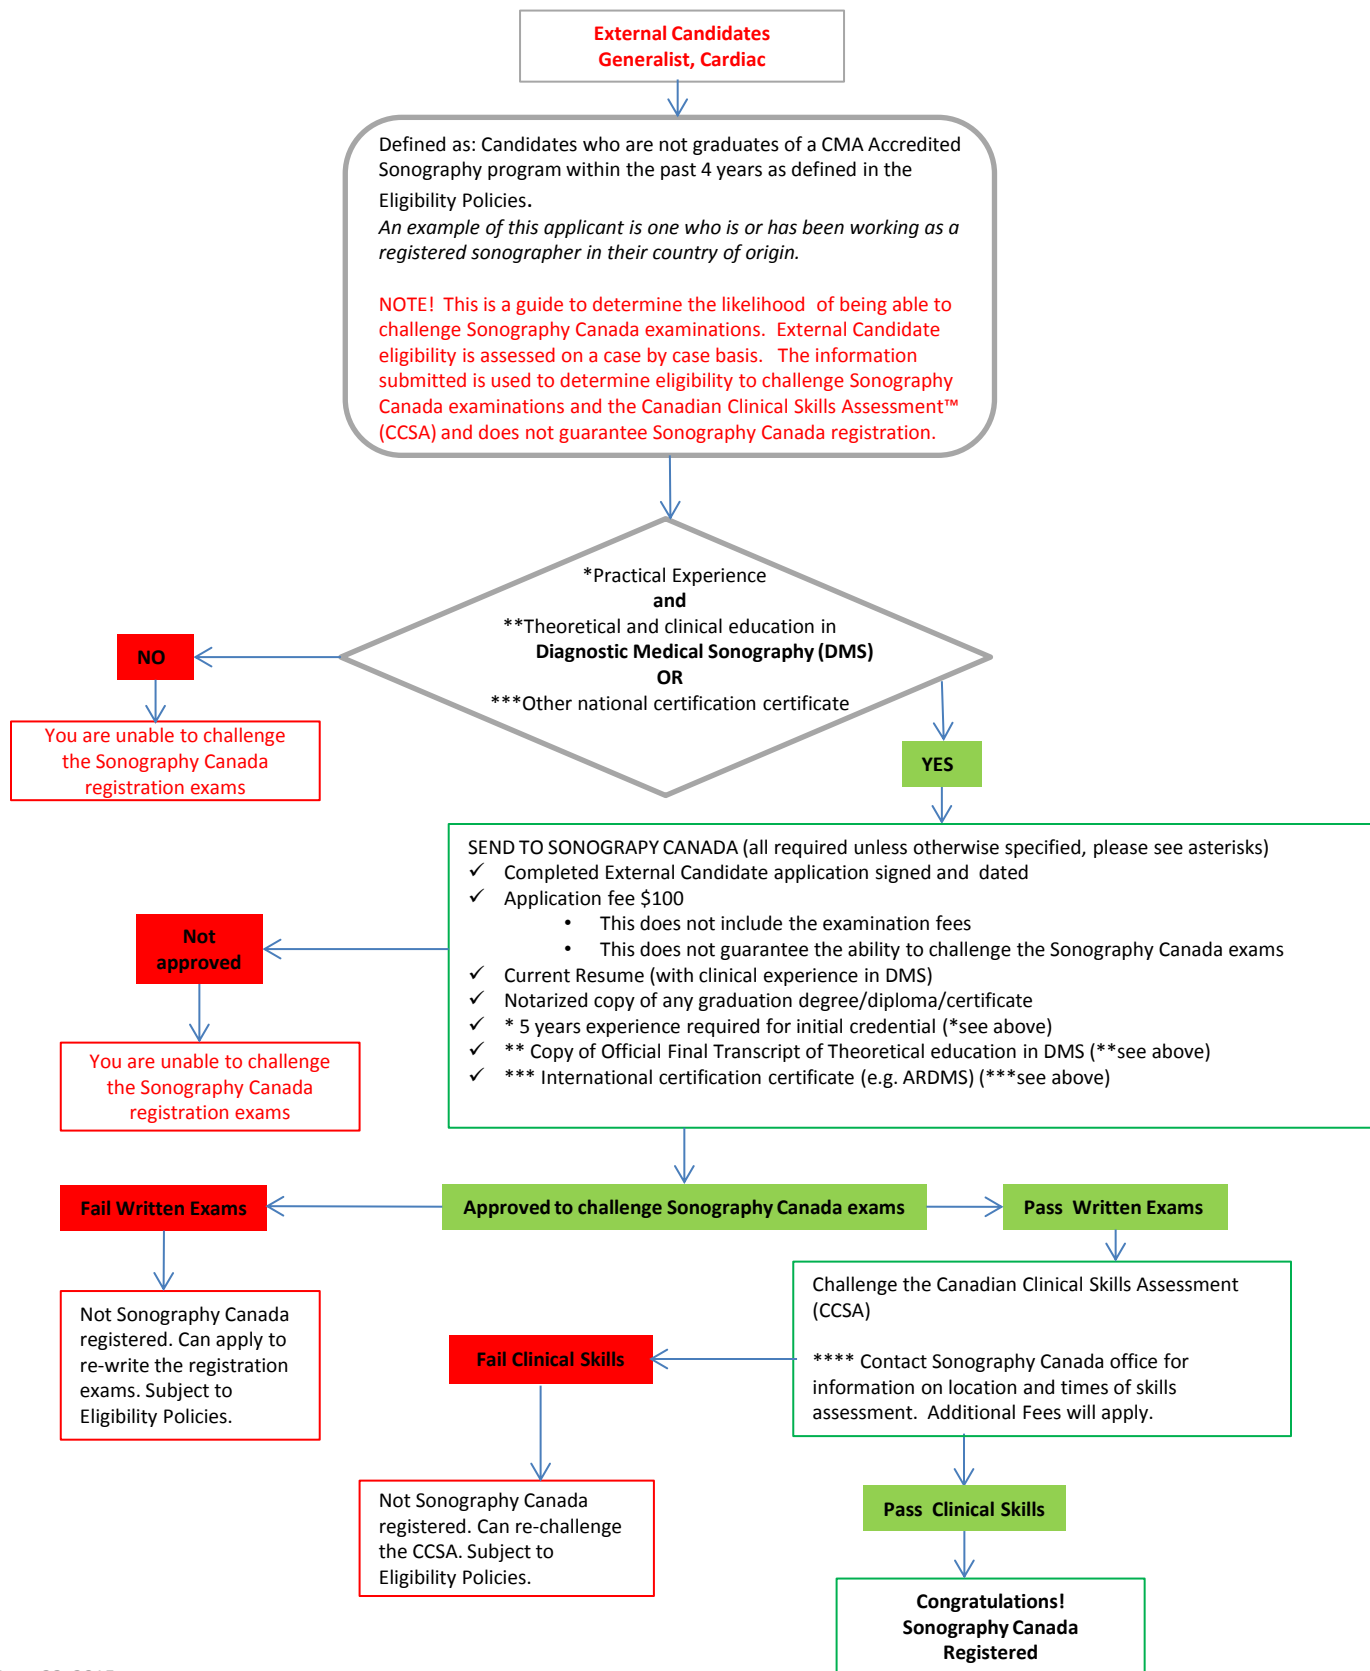 External Candidates
Generalist, Cardiac
Defined as: Candidates who are not graduates of a CMA Accredited
Sonography program within the past 4 years as defined in the
Eligibility Policies.
An example of this applicant is one who is or has been working as a
registered sonographer in their country of origin.
NOTE! This is a guide to determine the likelihood of being able to
challenge Sonography Canada examinations. External Candidate
eligibility is assessed on a case by case basis. The information
submitted is used to determine eligibility to challenge Sonography
Canada examinations and the Canadian Clinical Skills Assessment™
(CCSA) and does not guarantee Sonography Canada registration.
*Practical Experience
and
**Theoretical and clinical education in
Diagnostic Medical Sonography (DMS)
OR
***Other national certification certificate
NO
You are unable to challenge
the Sonography Canada
registration exams
YES
SEND TO SONOGRAPY CANADA (all required unless otherwise specified, please see asterisks)
✓ Completed External Candidate application signed and dated
✓ Application fee $100
• This does not include the examination fees
• This does not guarantee the ability to challenge the Sonography Canada exams
✓ Current Resume (with clinical experience in DMS)
✓ Notarized copy of any graduation degree/diploma/certificate
✓ * 5 years experience required for initial credential (*see above)
✓ ** Copy of Official Final Transcript of Theoretical education in DMS (**see above)
✓ *** International certification certificate (e.g. ARDMS) (***see above)
Not
approved
You are unable to challenge
the Sonography Canada
registration exams
Fail Written Exams
Approved to challenge Sonography Canada exams
Pass Written Exams
Not Sonography Canada
registered. Can apply to
re-write the registration
exams. Subject to
Eligibility Policies.
Challenge the Canadian Clinical Skills Assessment
(CCSA)
**** Contact Sonography Canada office for
information on location and times of skills
assessment. Additional Fees will apply.
Fail Clinical Skills
Not Sonography Canada
registered. Can re-challenge
the CCSA. Subject to
Eligibility Policies.
Pass Clinical Skills
Congratulations!
Sonography Canada
Registered